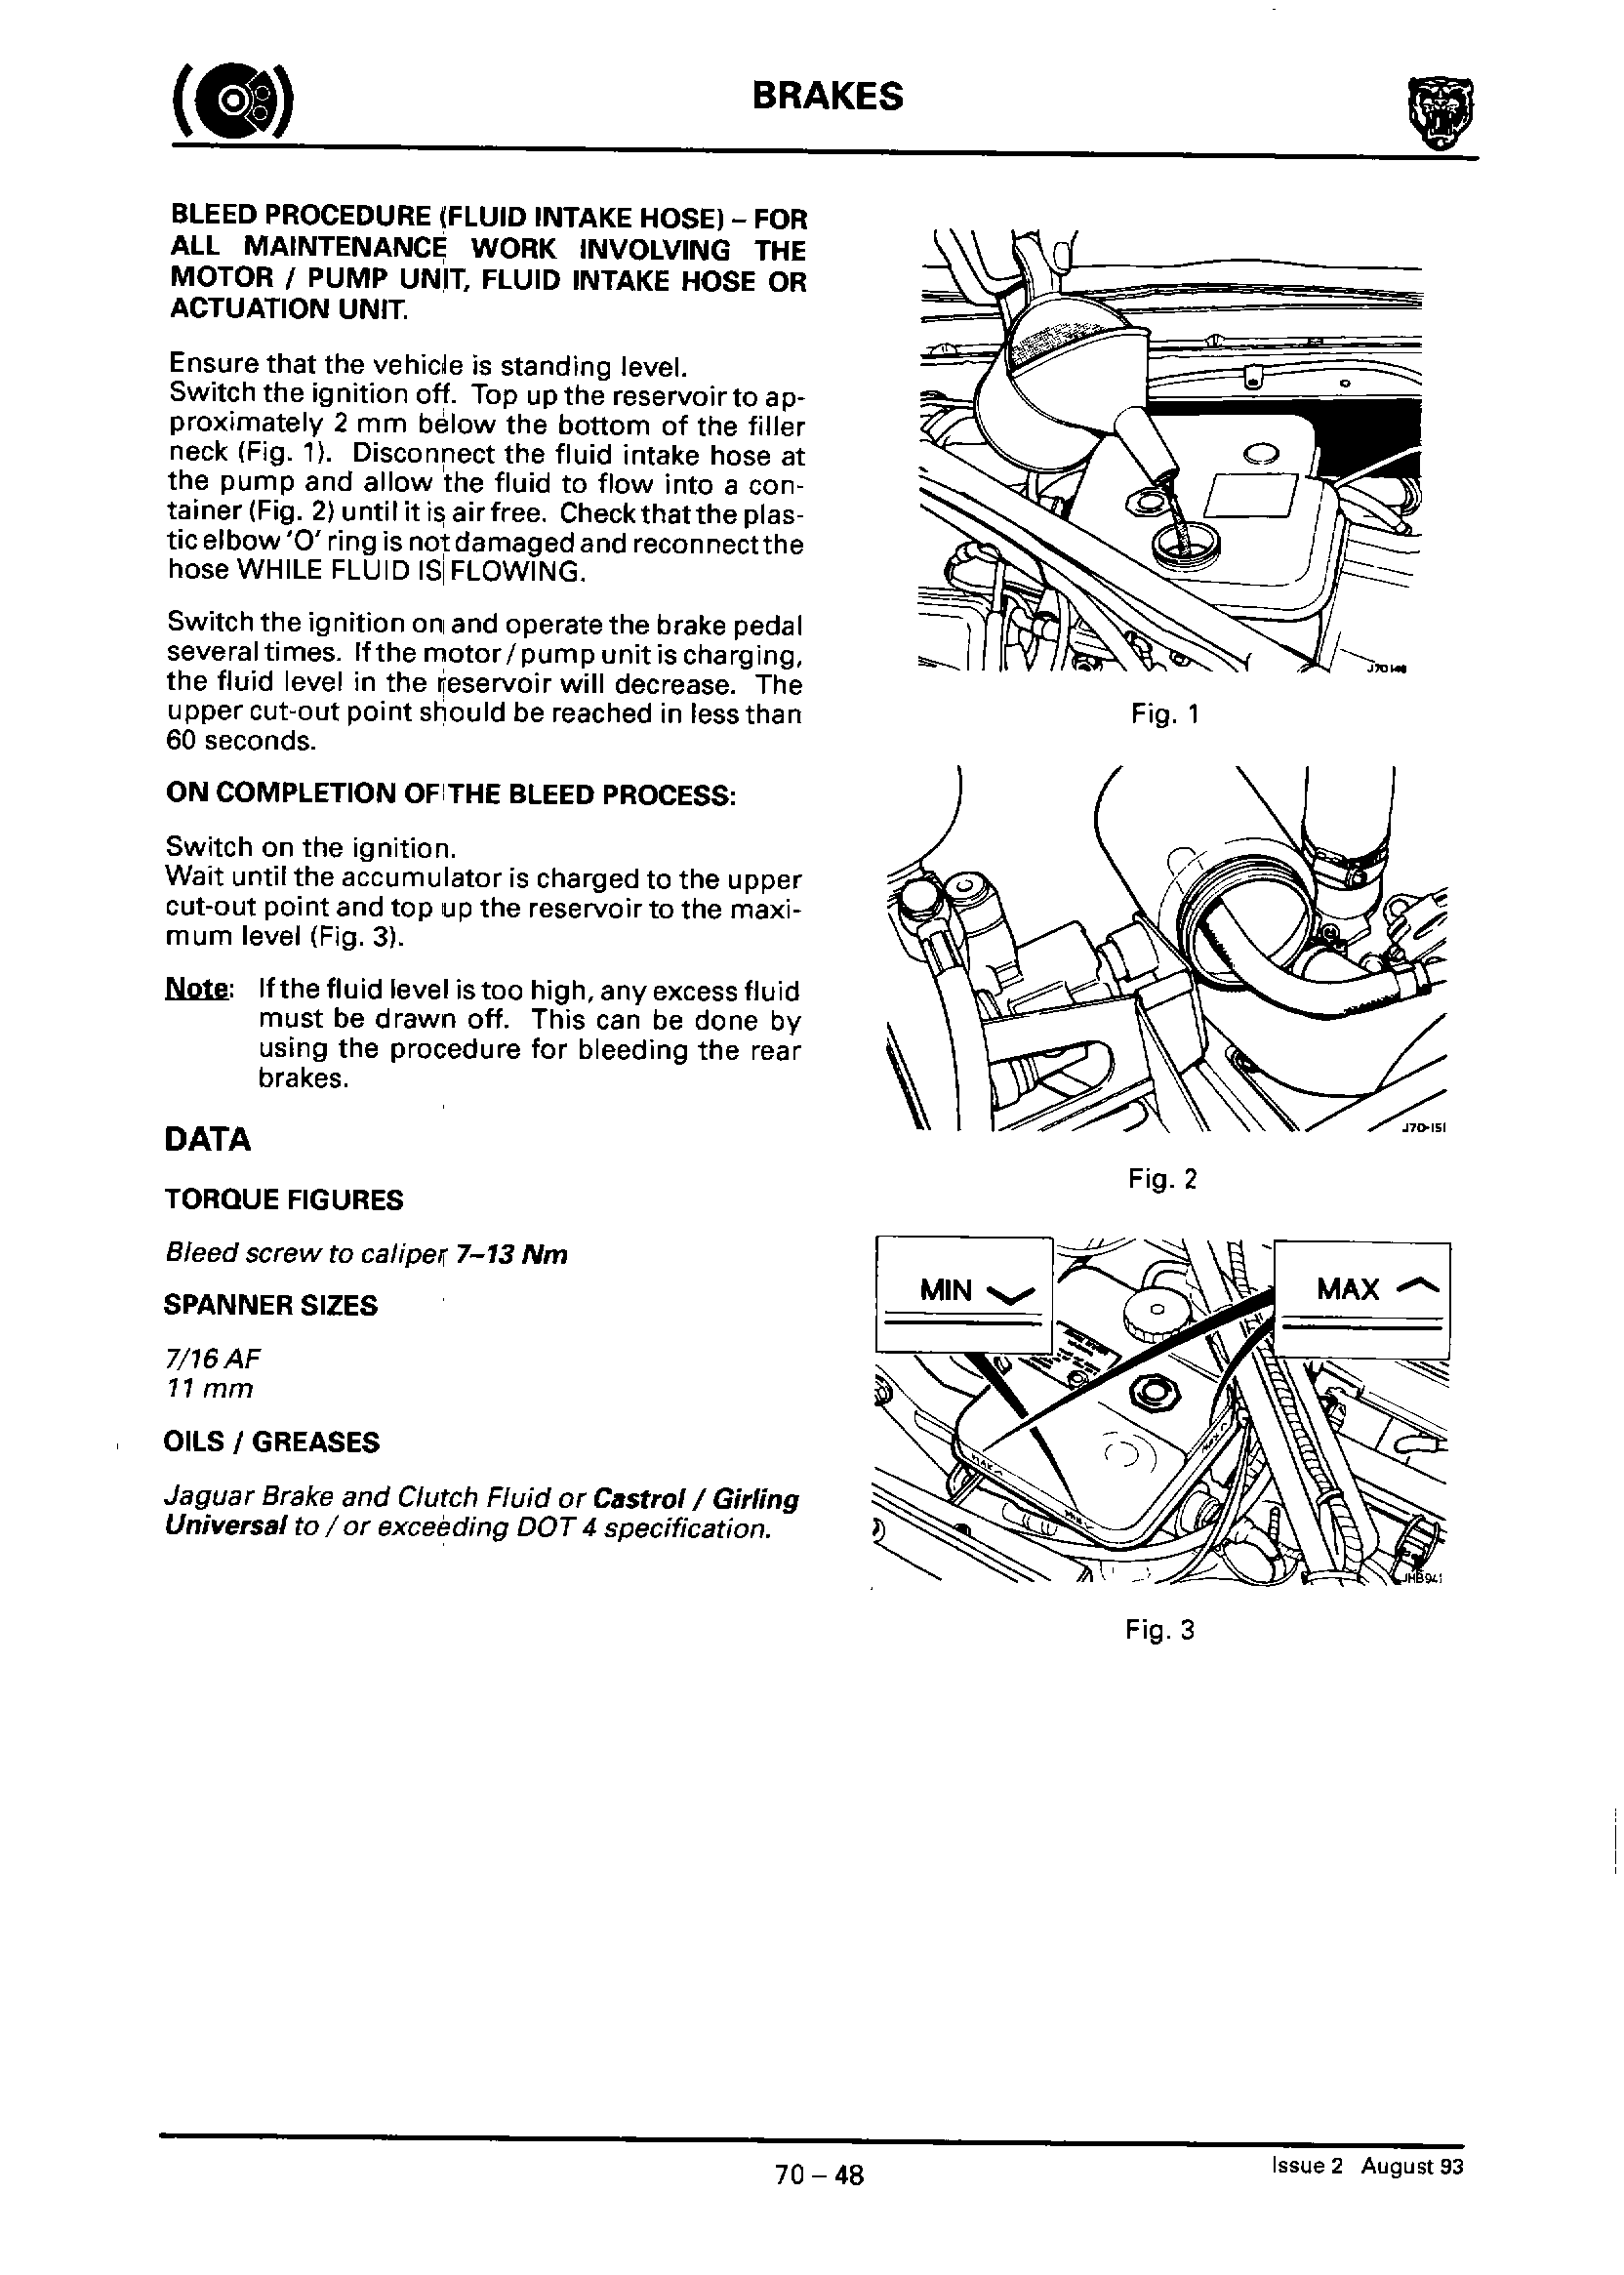 BRAKES
BLEED PROCEDURE (FLUID INTAKE HOSE) – FOR
ALL MAINTENANCE WORK INVOLVING THE
MOTOR / PUMP UNIT, FLUID INTAKE HOSE OR
ACTUATION UNIT.
Ensure that the vehicle is standing level.
Switch the ignition off. Top up the reservoir to ap-
proximately 2 mm below the bottom of the filler
neck (Fig. 1). Disconnect the fluid intake hose at
the pump and allow the fluid to flow into a con-
tainer (Fig. 2) until it is air free. Check that the plas-
tic elbow 'O' ring is not damaged and reconnect the
hose WHILE FLUID IS FLOWING.
Switch the ignition on and operate the brake pedal
several times. If the motor / pump unit is charging,
the fluid level in the reservoir will decrease. The
upper cut-out point should be reached in less than
60 seconds.
ON COMPLETION OF THE BLEED PROCESS:
Switch on the ignition.
Wait until the accumulator is charged to the upper
cut-out point and top up the reservoir to the maxi-
mum level (Fig. 3).
Note: If the fluid level is too high, any excess fluid
must be drawn off. This can be done by
using the procedure for bleeding the rear
brakes.
DATA
TORQUE FIGURES
Bleed screw to caliper 7–13 Nm
SPANNER SIZES
7/16 AF
11 mm
OILS / GREASES
Jaguar Brake and Clutch Fluid or Castrol / Girling
Universal to / or exceeding DOT 4 specification.
Fig. 1
J70-151
Fig. 2
MIN
MAX
MAX
JHB941
Fig. 3
70 – 48
Issue 2 August 93